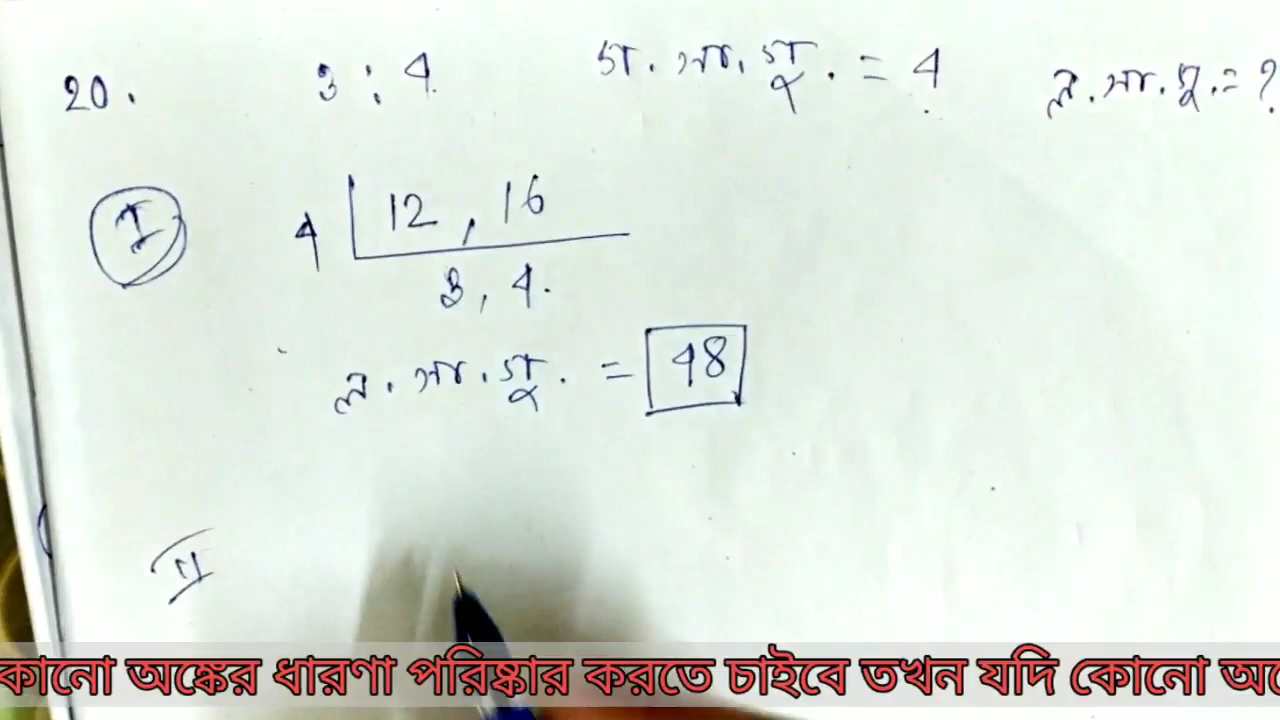 20. 3 : 4 গ.সা.গু. = 4 ল.সা.গু. = ?
I 4 12, 16
3, 4.
ল.সা.গু. = 48
II
কানো অঙ্কের ধারণা পরিষ্কার করতে চাইবে তখন যদি কোনো অ